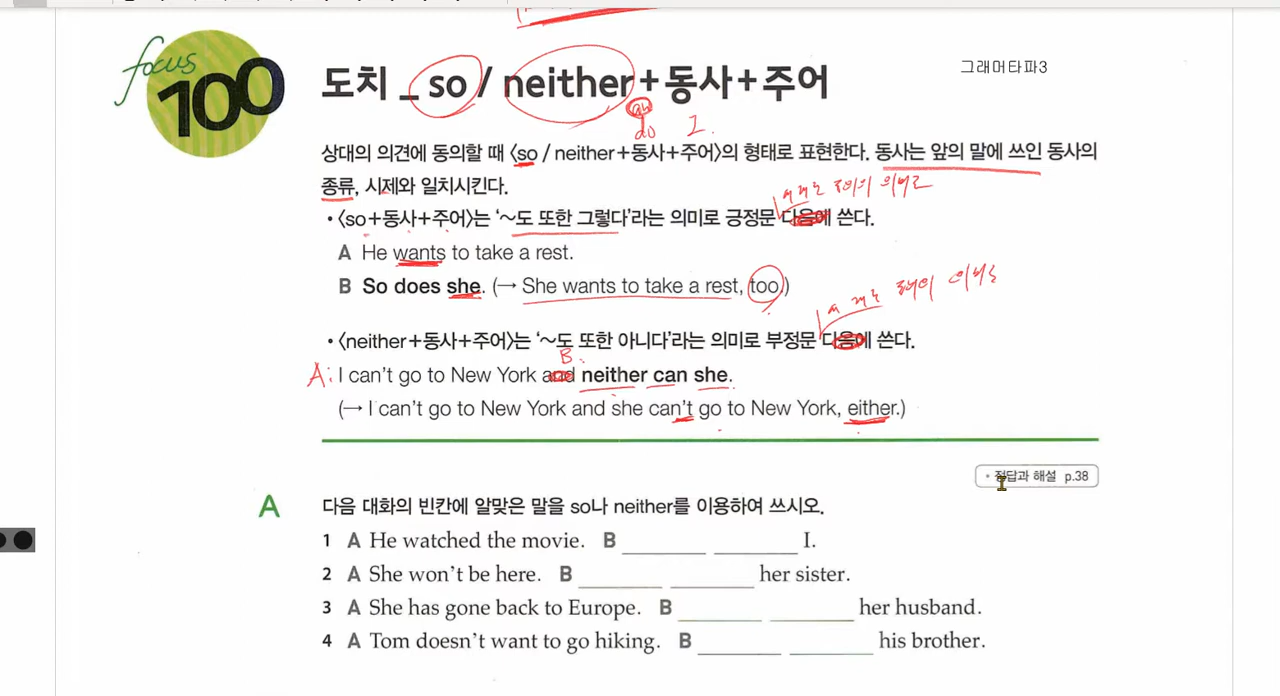 focus
100
도치 _ so / neither+동사+주어
그래머타파3
do I.
상대의 의견에 동의할 때 〈so / neither+동사+주어〉의 형태로 표현한다. 동사는 앞의 말에 쓰인 동사의
종류, 시제와 일치시킨다.
•〈so+동사+주어〉는 '~도 또한 그렇다'라는 의미로 긍정문 다음에 쓴다.
A He wants to take a rest.
B So does she. (→ She wants to take a rest, too.)
•〈neither+동사+주어〉는 '~도 또한 아니다'라는 의미로 부정문 다음에 쓴다.
B.
A: I can't go to New York and neither can she.
(→ I can't go to New York and she can't go to New York, either.)
• 정답과 해설 p.38
A 다음 대화의 빈칸에 알맞은 말을 so나 neither를 이용하여 쓰시오.
1 A He watched the movie. B ________ ________ I.
2 A She won't be here. B ________ ________ her sister.
3 A She has gone back to Europe. B ________ ________ her husband.
4 A Tom doesn't want to go hiking. B ________ ________ his brother.